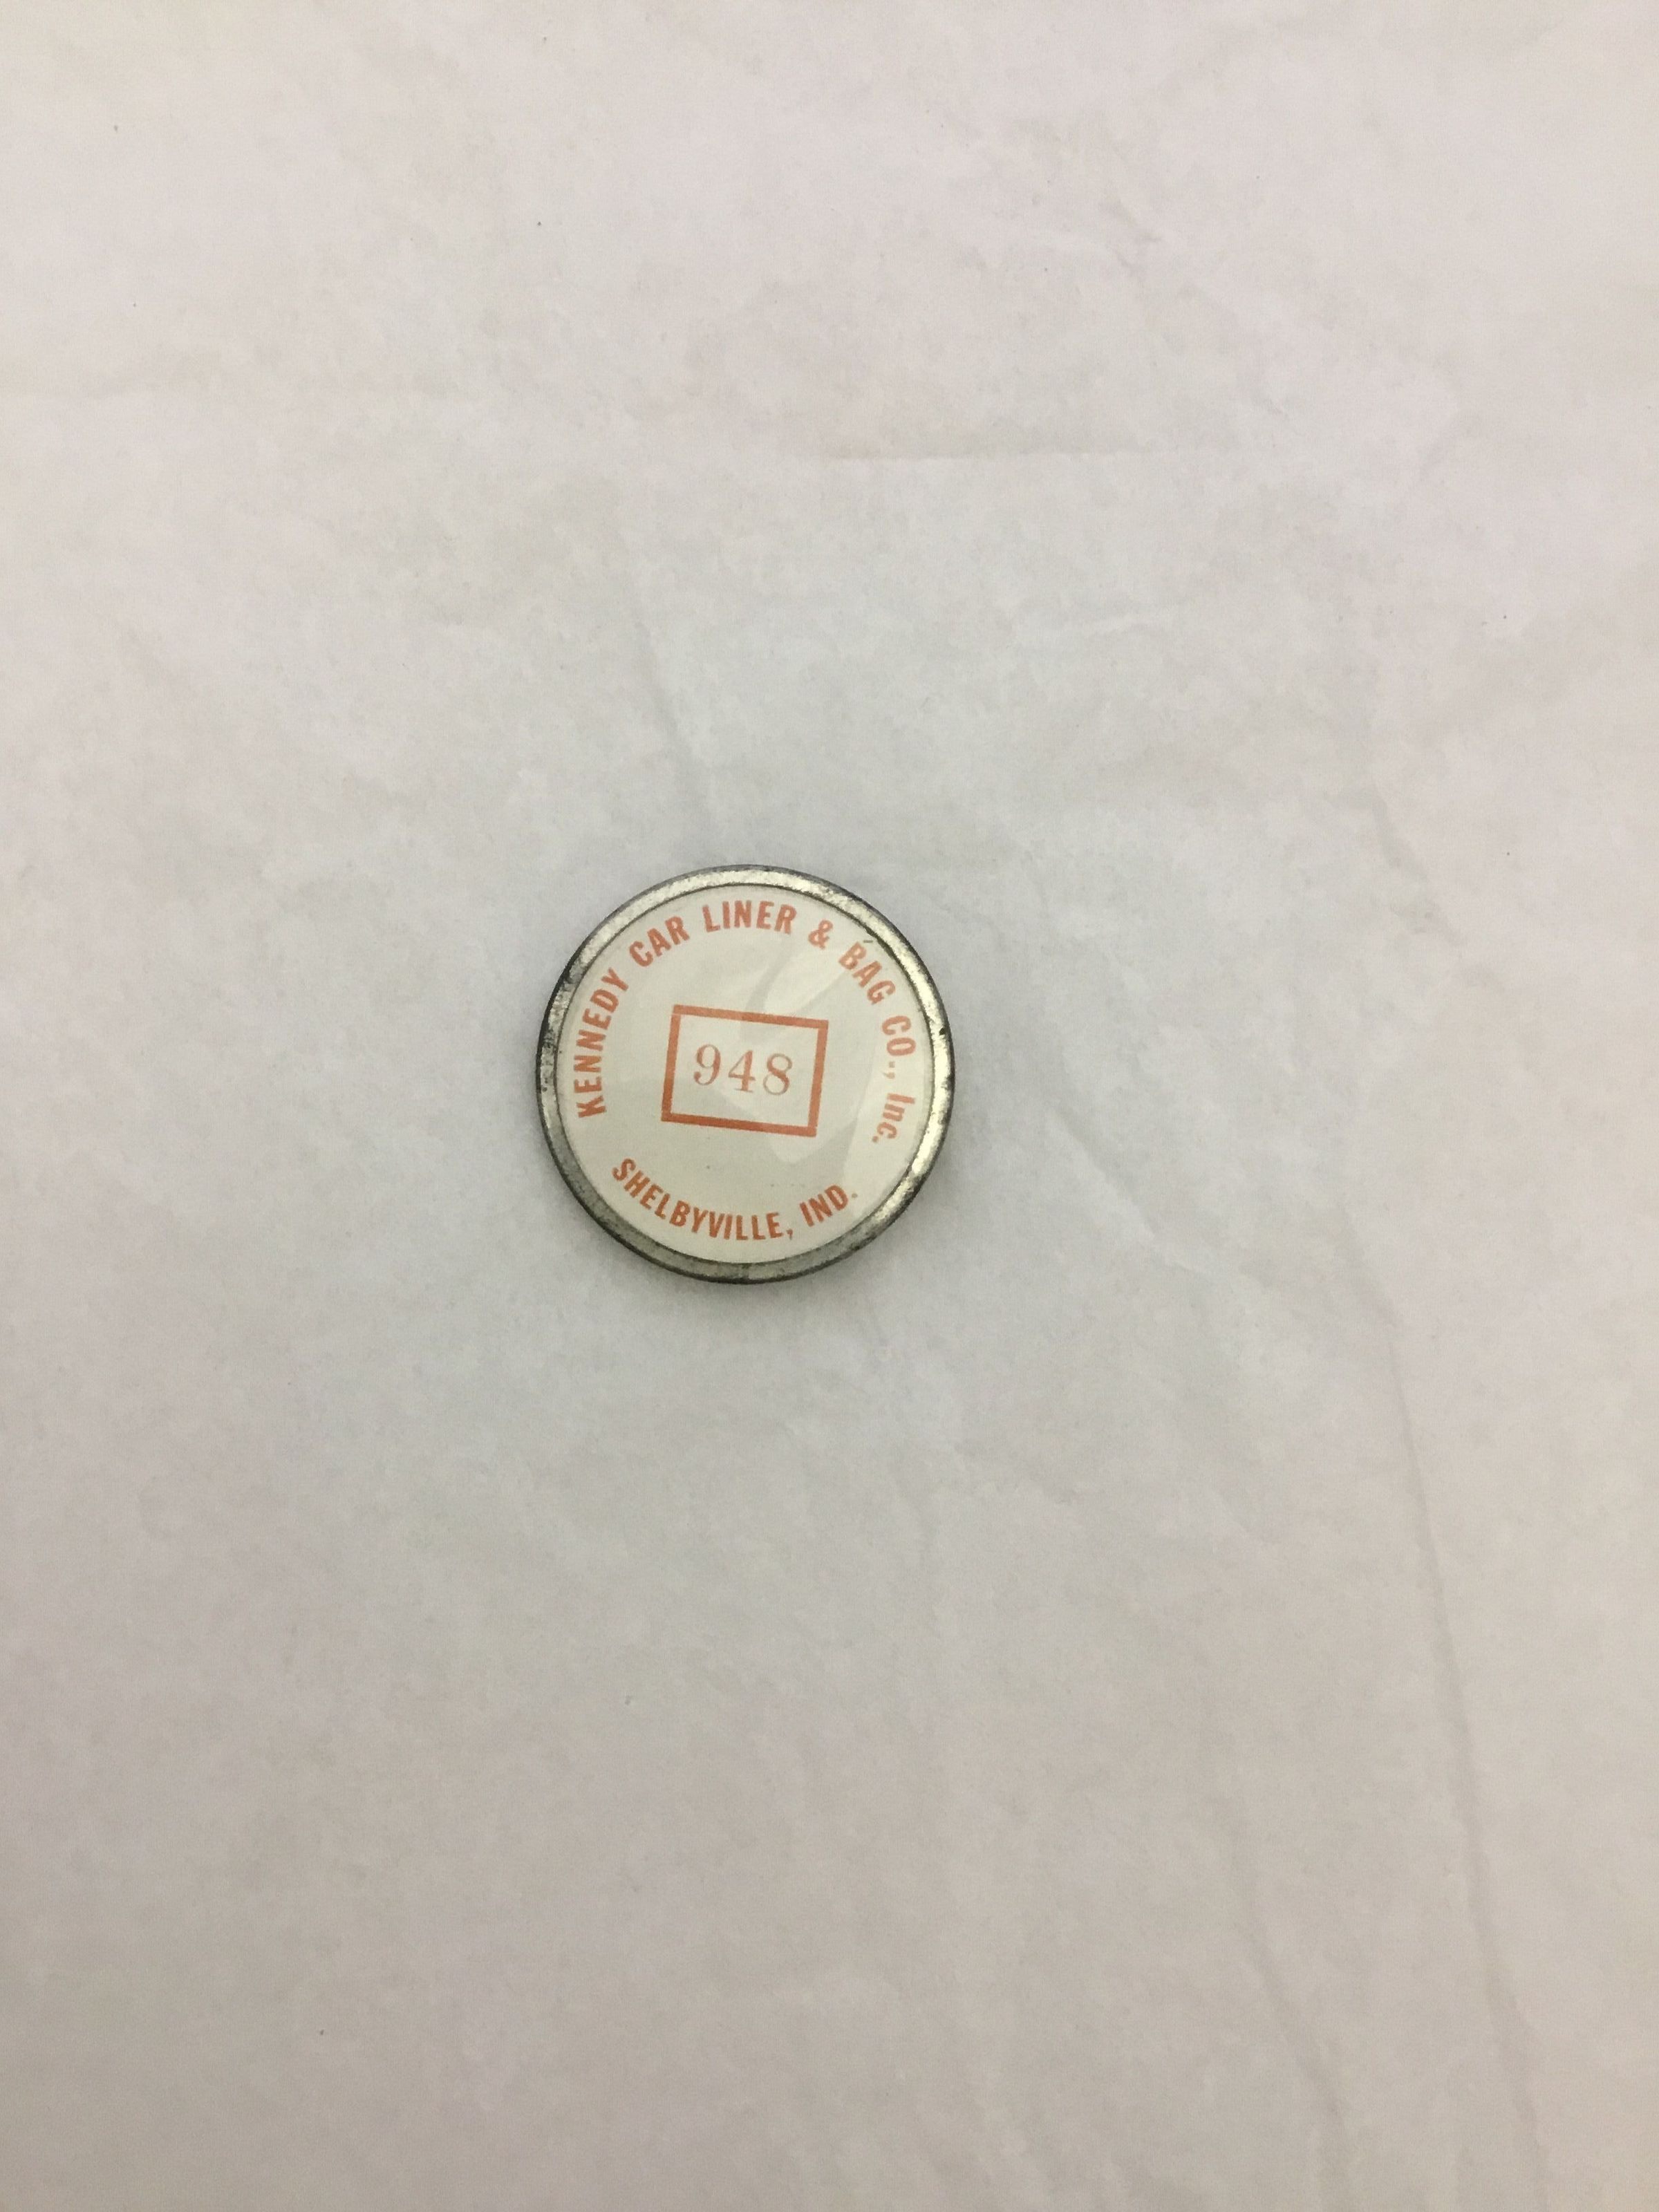 KENNEDY CAR LINER & BAG CO., Inc.
948
SHELBYVILLE, IND.